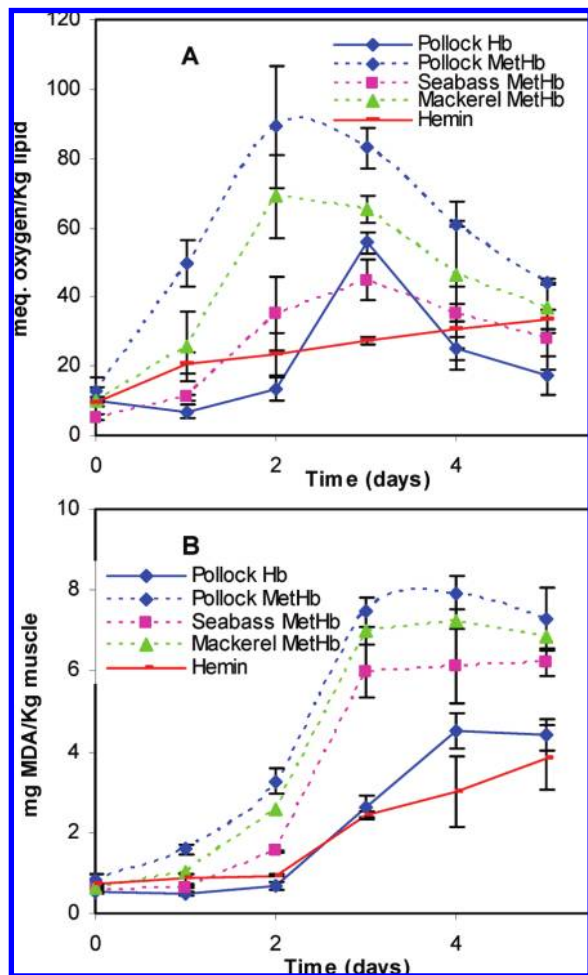 A
Pollock Hb
Pollock MetHb
Seabass MetHb
Mackerel MetHb
Hemin
meq. oxygen/Kg lipid
120
100
80
60
40
20
0
0 2 4
Time (days)
B
Pollock Hb
Pollock MetHb
Seabass MetHb
Mackerel MetHb
Hemin
mg MDA/Kg muscle
10
8
6
4
2
0
0 2 4
Time (days)